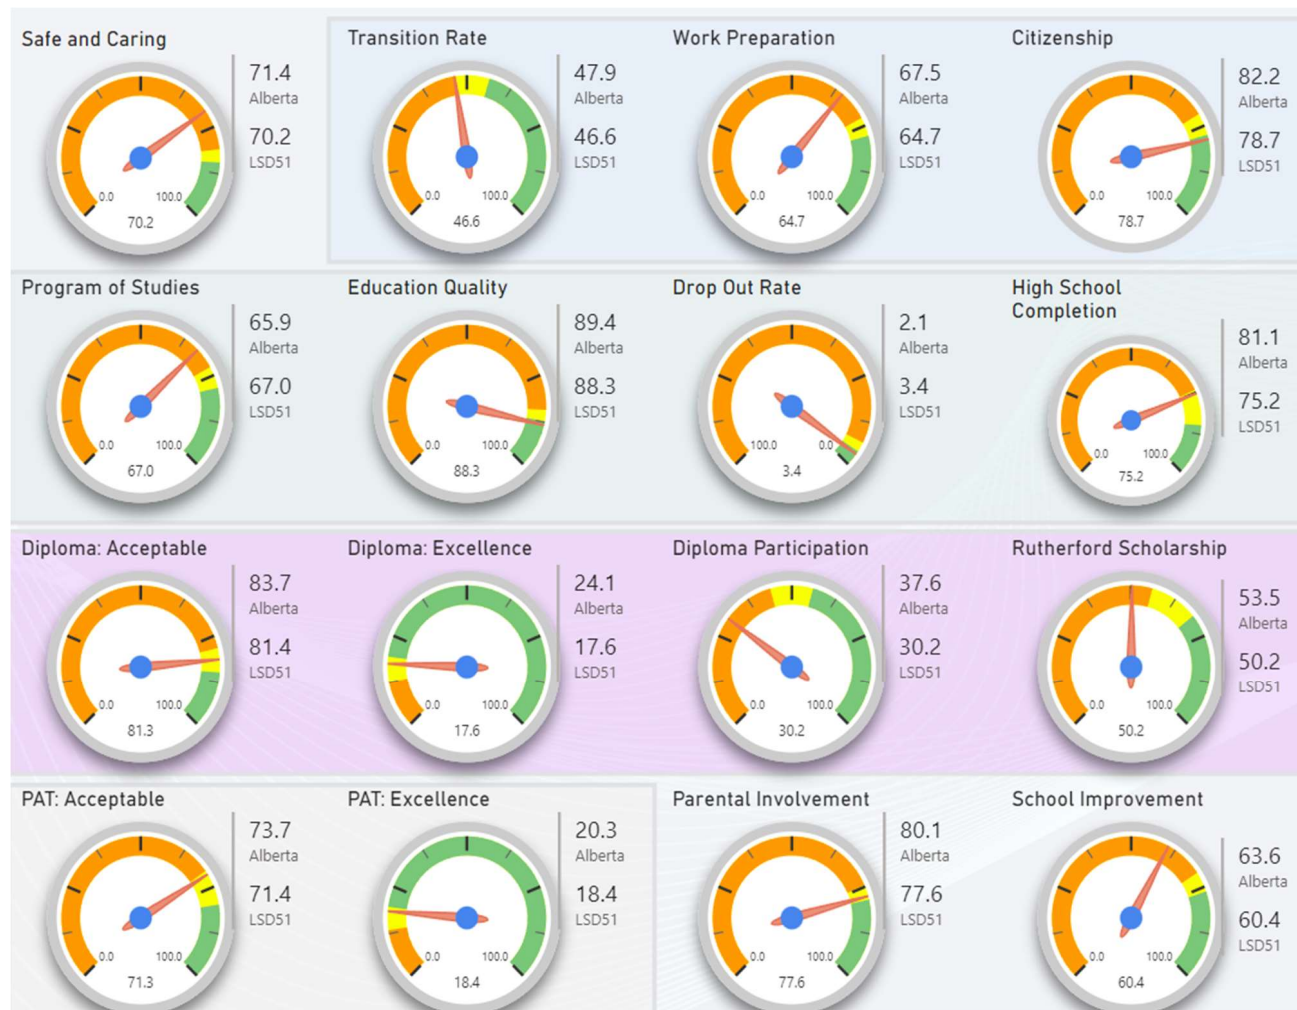 Safe and Caring
71.4
Alberta
70.2
LSD51
0.0 100.0
70.2
Transition Rate
47.9
Alberta
46.6
LSD51
0.0 100.0
46.6
Work Preparation
67.5
Alberta
64.7
LSD51
0.0 100.0
64.7
Citizenship
82.2
Alberta
78.7
LSD51
0.0 100.0
78.7
Program of Studies
65.9
Alberta
67.0
LSD51
0.0 100.0
67.0
Education Quality
89.4
Alberta
88.3
LSD51
0.0 100.0
88.3
Drop Out Rate
2.1
Alberta
3.4
LSD51
100.0 0.0
3.4
High School
Completion
81.1
Alberta
75.2
LSD51
0.0 100.0
75.2
Diploma: Acceptable
83.7
Alberta
81.4
LSD51
0.0 100.0
81.3
Diploma: Excellence
24.1
Alberta
17.6
LSD51
0.0 100.0
17.6
Diploma Participation
37.6
Alberta
30.2
LSD51
0.0 100.0
30.2
Rutherford Scholarship
53.5
Alberta
50.2
LSD51
0.0 100.0
50.2
PAT: Acceptable
73.7
Alberta
71.4
LSD51
0.0 100.0
71.3
PAT: Excellence
20.3
Alberta
18.4
LSD51
0.0 100.0
18.4
Parental Involvement
80.1
Alberta
77.6
LSD51
0.0 100.0
77.6
School Improvement
63.6
Alberta
60.4
LSD51
0.0 100.0
60.4